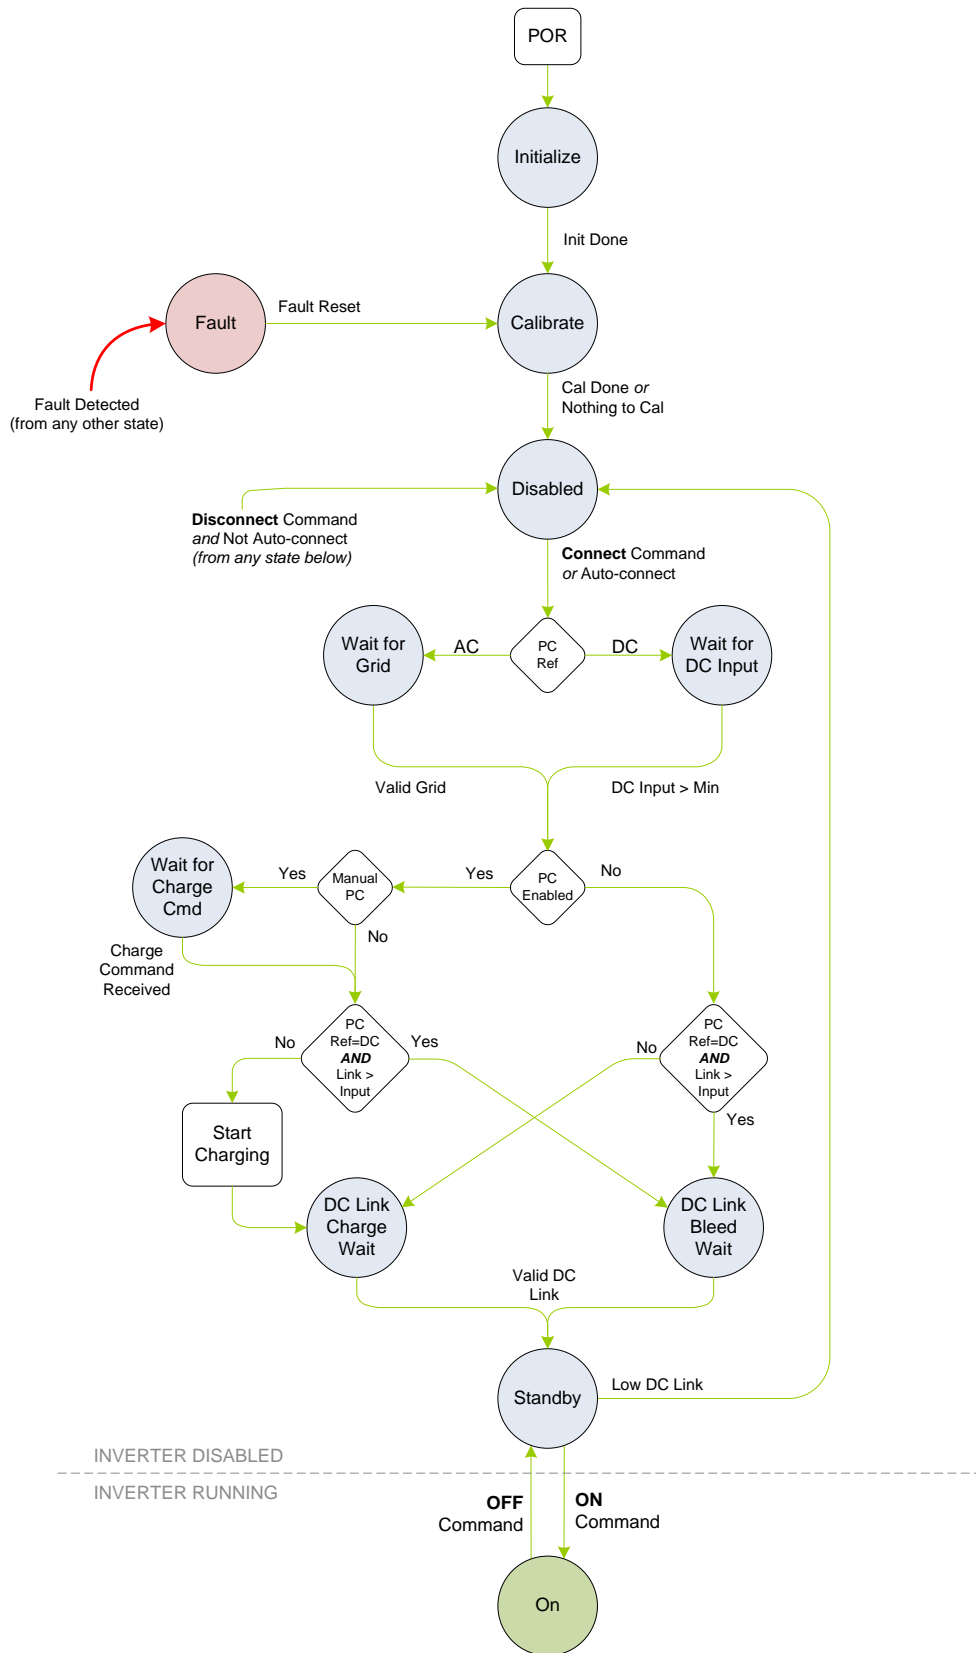 POR
Initialize
Init Done
Fault
Fault Reset
Calibrate
Fault Detected
(from any other state)
Cal Done or
Nothing to Cal
Disabled
Disconnect Command
and Not Auto-connect
(from any state below)
Connect Command
or Auto-connect
Wait for
Grid
AC
PC
Ref
DC
Wait for
DC Input
Valid Grid
DC Input > Min
Wait for
Charge
Cmd
Yes
Manual
PC
Yes
PC
Enabled
No
No
Charge
Command
Received
No
PC
Ref=DC
AND
Link >
Input
Yes
No
PC
Ref=DC
AND
Link >
Input
Yes
Start
Charging
DC Link
Charge
Wait
DC Link
Bleed
Wait
Valid DC
Link
Standby
Low DC Link
INVERTER DISABLED
INVERTER RUNNING
OFF
Command
ON
Command
On